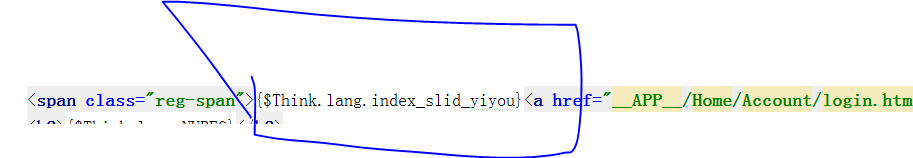 <span class="reg-span">{$Think.lang.index_slid_yiyou}<a href="__APP__/Home/Account/login.htm